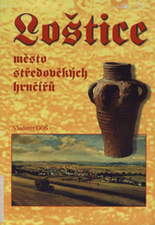 Loštice
město
středověkých
hrnčířů
Vladimír GOŠ